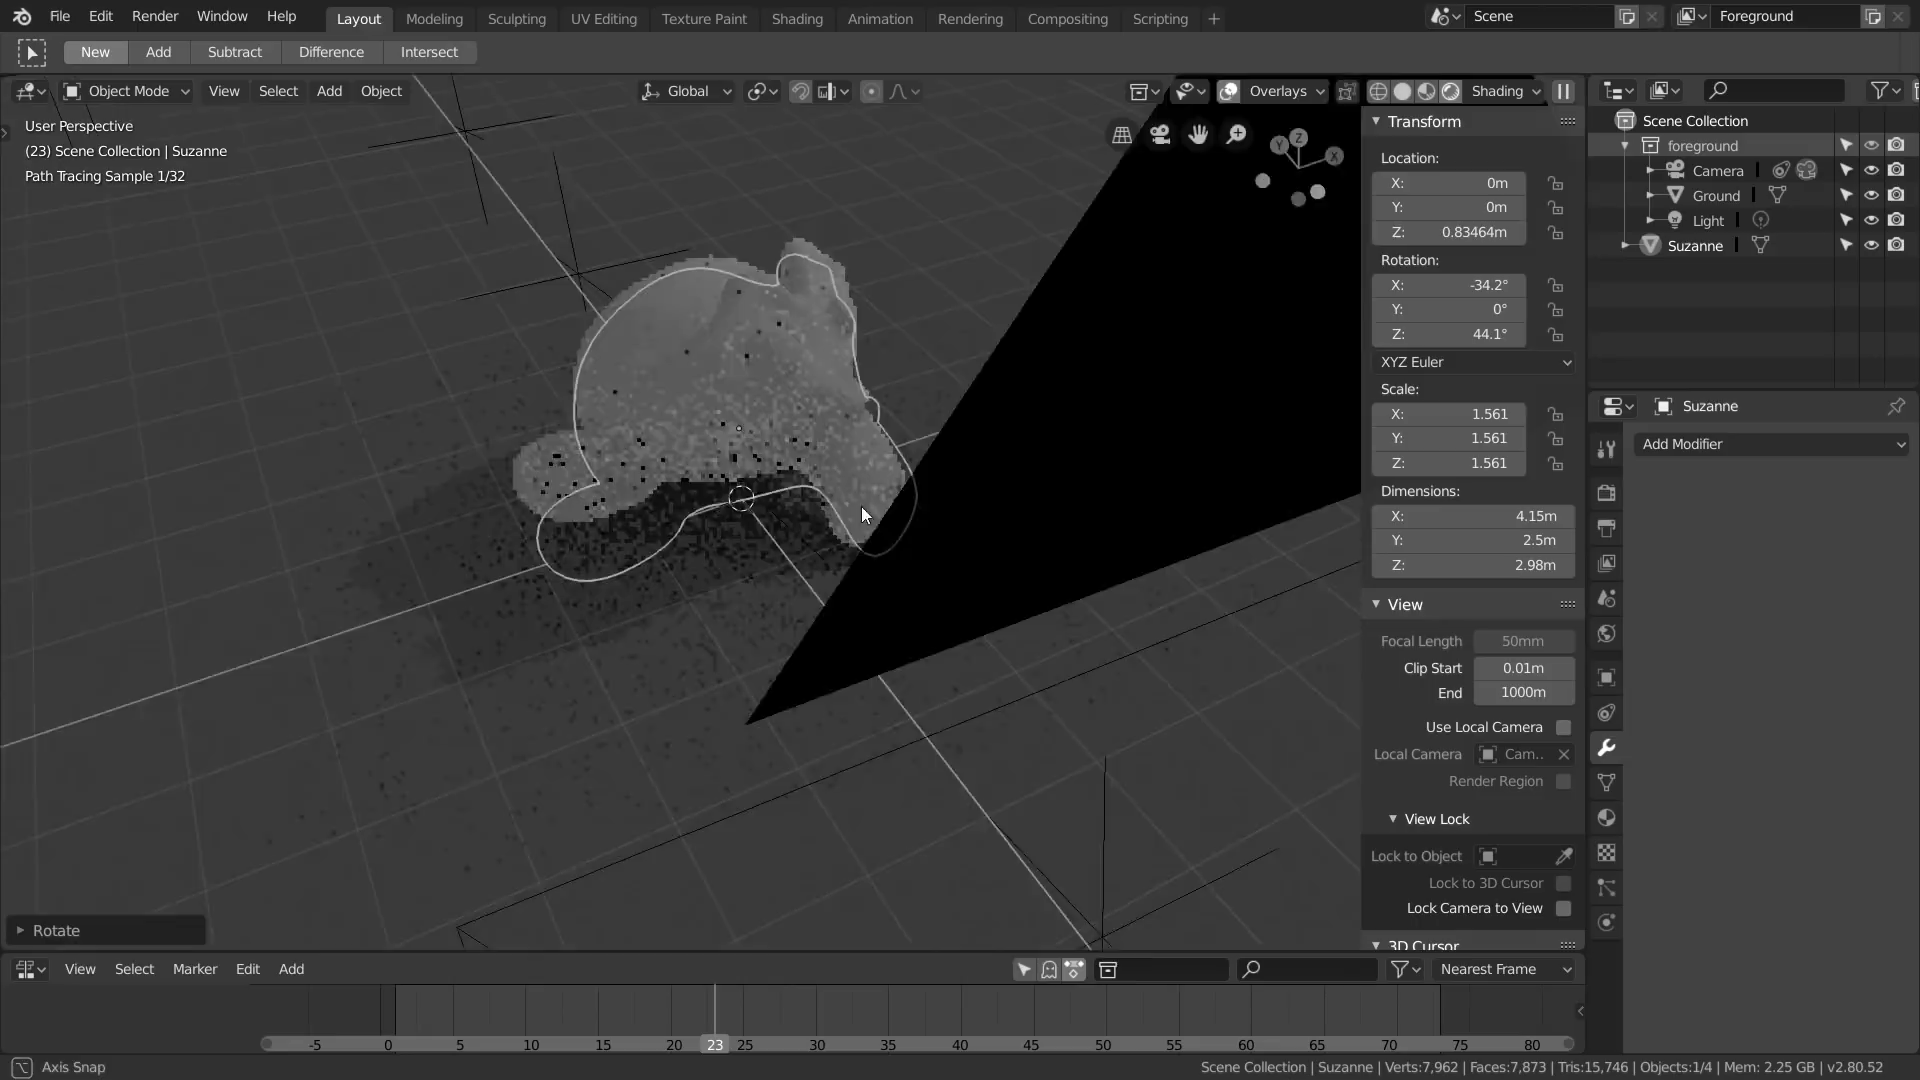 File Edit Render Window Help Layout Modeling Sculpting UV Editing Texture Paint Shading Animation Rendering Compositing Scripting + Scene Foreground
New Add Subtract Difference Intersect
Object Mode View Select Add Object Global Overlays Shading
User Perspective
(23) Scene Collection | Suzanne
Path Tracing Sample 1/32
Z
Y
X
Transform
Location:
X: 0m
Y: 0m
Z: 0.83464m
Rotation:
X: -34.2°
Y: 0°
Z: 44.1°
XYZ Euler
Scale:
X: 1.561
Y: 1.561
Z: 1.561
Dimensions:
X: 4.15m
Y: 2.5m
Z: 2.98m
View
Focal Length 50mm
Clip Start 0.01m
End 1000m
Use Local Camera
Local Camera Cam..
Render Region
View Lock
Lock to Object
Lock to 3D Cursor
Lock Camera to View
3D Cursor
Scene Collection
foreground
Camera
Ground
Light
Suzanne
Suzanne
Add Modifier
Rotate
View Select Marker Edit Add Nearest Frame
-5 0 5 10 15 20 23 25 30 35 40 45 50 55 60 65 70 75 80
Axis Snap Scene Collection | Suzanne | Verts:7,962 | Faces:7,873 | Tris:15,746 | Objects:1/4 | Mem: 2.25 GB | v2.80.52